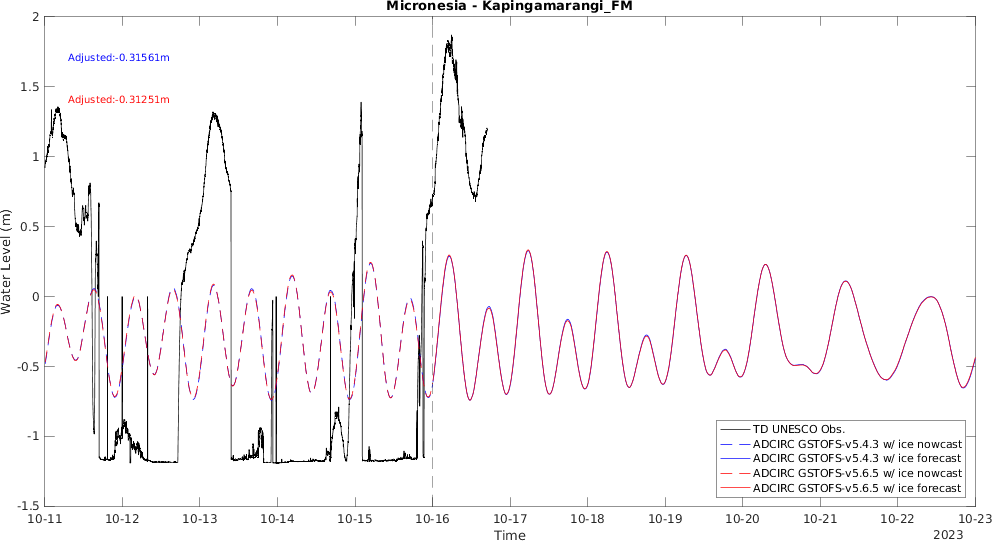 Micronesia - Kapingamarangi_FM
Adjusted:-0.31561m
Adjusted:-0.31251m
Water Level (m)
2
1.5
1
0.5
0
-0.5
-1
-1.5
TD UNESCO Obs.
ADCIRC GSTOFS-v5.4.3 w/ ice nowcast
ADCIRC GSTOFS-v5.4.3 w/ ice forecast
ADCIRC GSTOFS-v5.6.5 w/ ice nowcast
ADCIRC GSTOFS-v5.6.5 w/ ice forecast
10-11 10-12 10-13 10-14 10-15 10-16 10-17 10-18 10-19 10-20 10-21 10-22 10-23
Time
2023